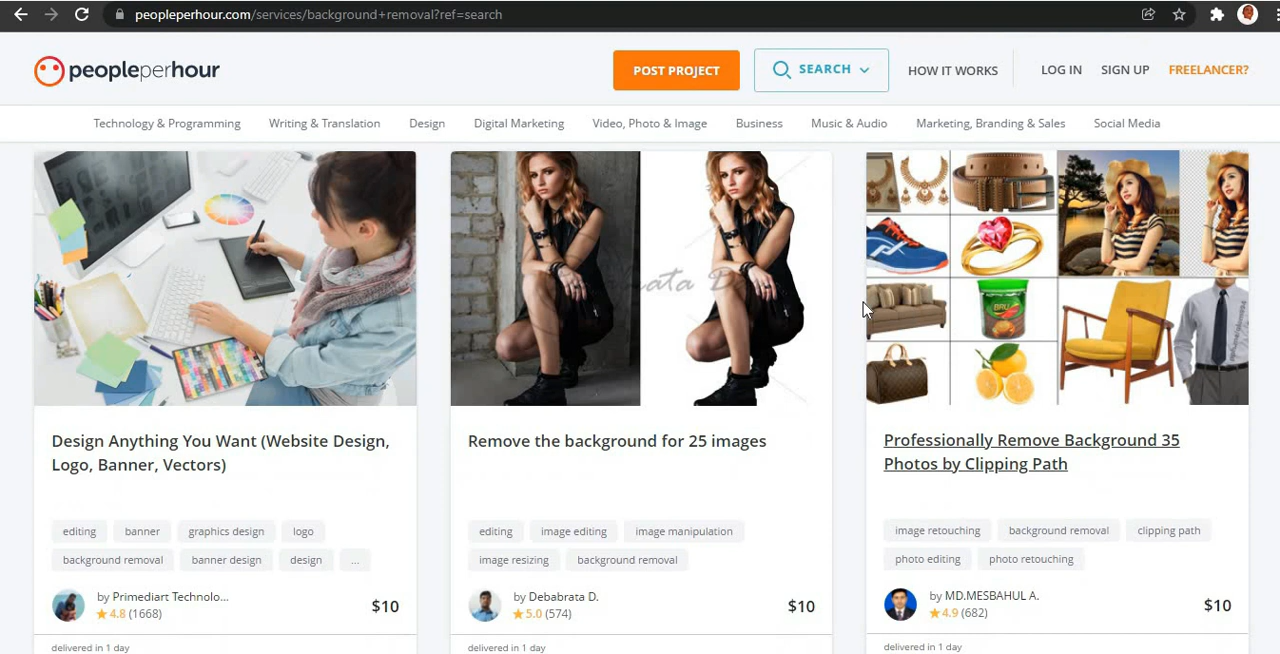 peopleperhour.com/services/background+removal?ref=search
peopleperhour
POST PROJECT
SEARCH
HOW IT WORKS
LOG IN
SIGN UP
FREELANCER?
Technology & Programming
Writing & Translation
Design
Digital Marketing
Video, Photo & Image
Business
Music & Audio
Marketing, Branding & Sales
Social Media
Design Anything You Want (Website Design,
Logo, Banner, Vectors)
editing
banner
graphics design
logo
background removal
banner design
design
...
by Primediart Technolo...
4.8 (1668)
$10
delivered in 1 day
Remove the background for 25 images
editing
image editing
image manipulation
image resizing
background removal
by Debabrata D.
5.0 (574)
$10
delivered in 1 day
Professionally Remove Background 35
Photos by Clipping Path
image retouching
background removal
clipping path
photo editing
photo retouching
by MD.MESBAHUL A.
4.9 (682)
$10
delivered in 1 day